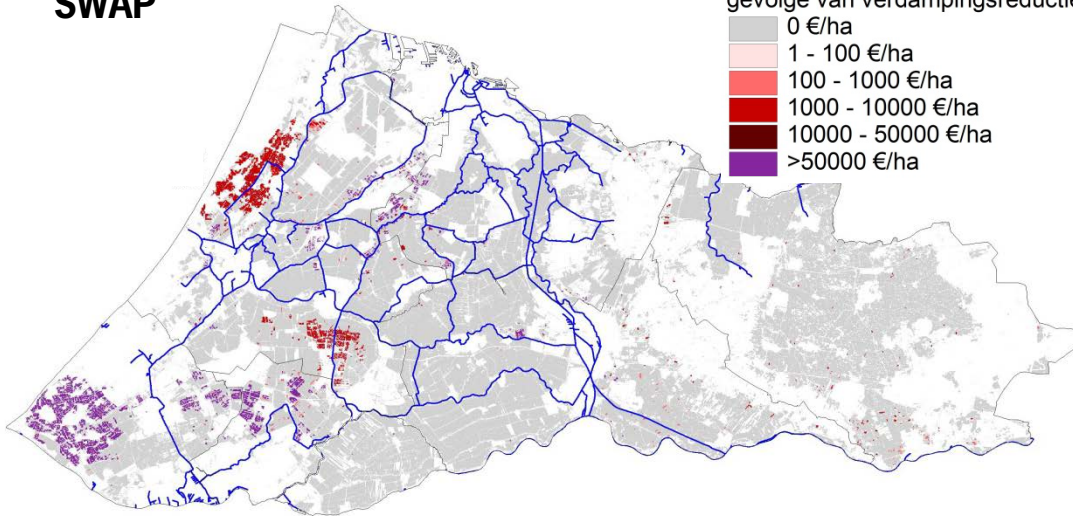 SWAP
gevolge van verdampingsreductie
0 €/ha
1 - 100 €/ha
100 - 1000 €/ha
1000 - 10000 €/ha
10000 - 50000 €/ha
>50000 €/ha